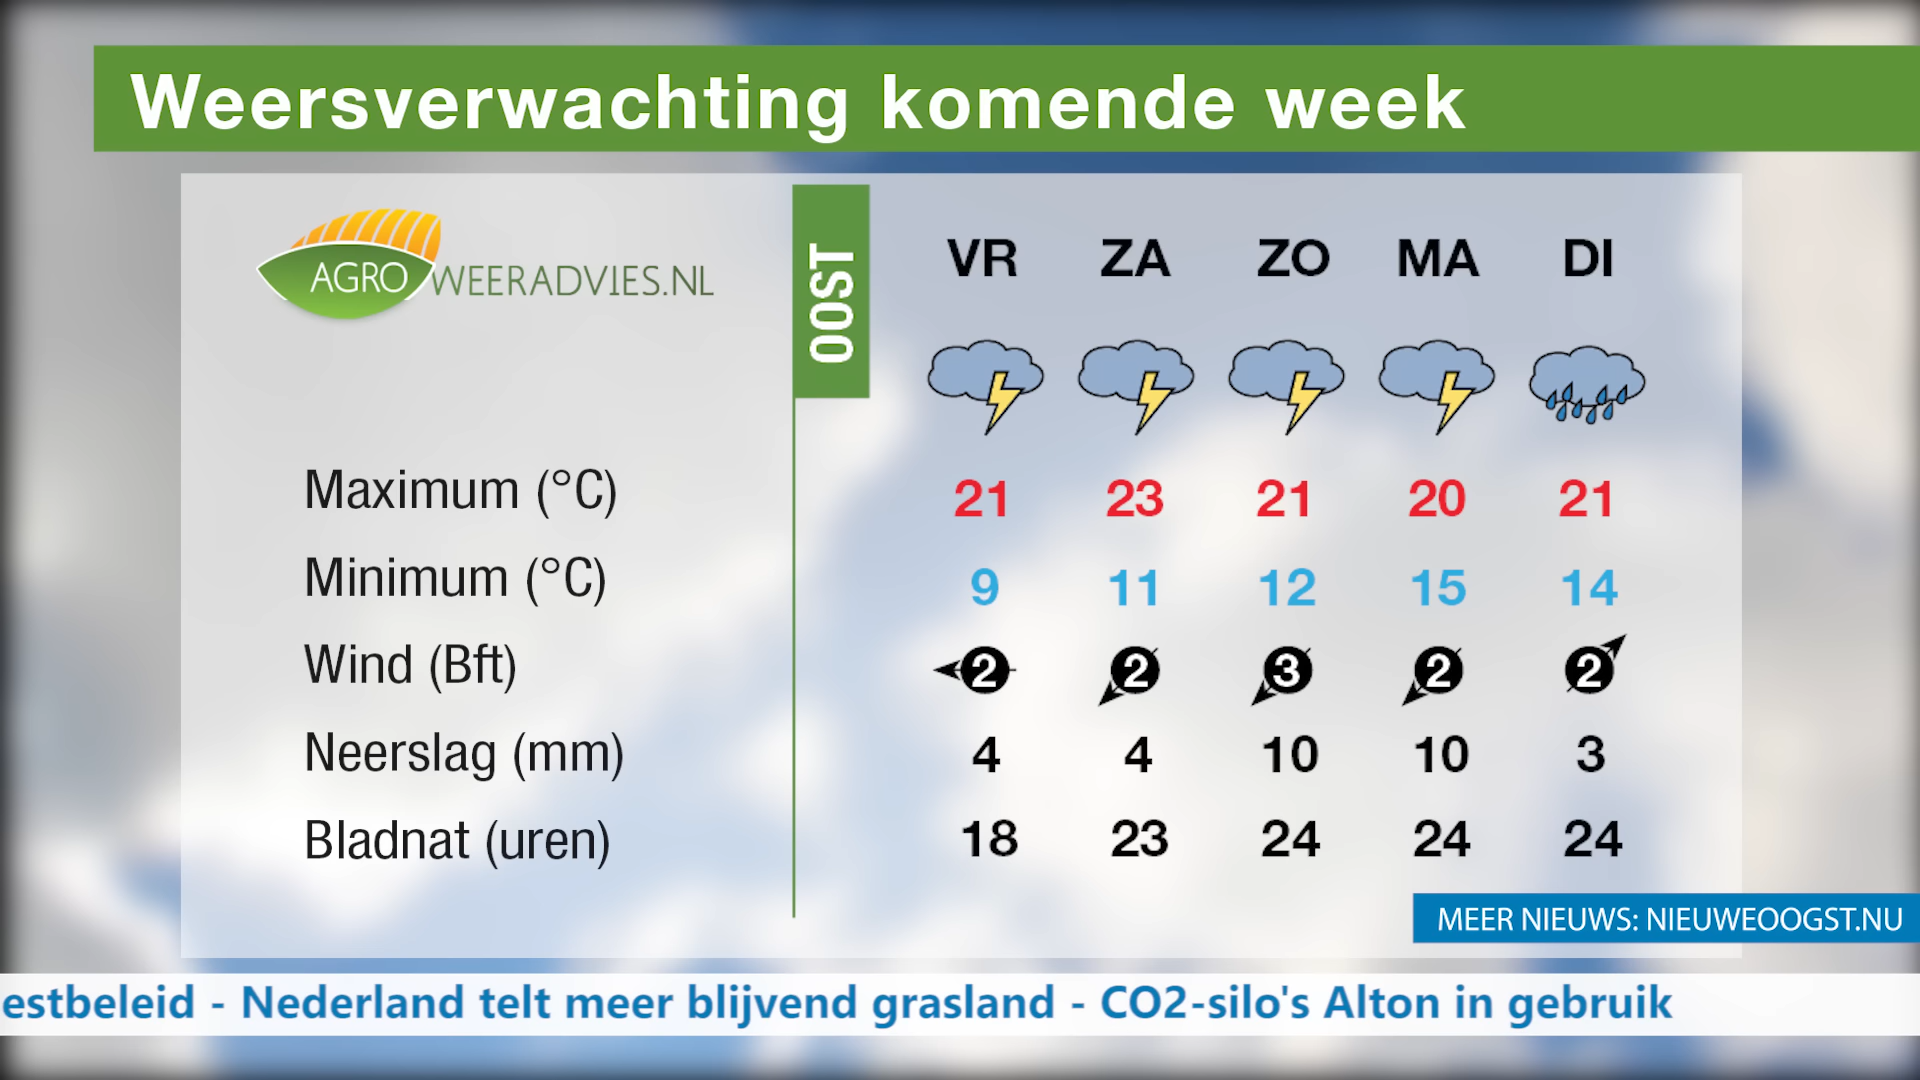 Weersverwachting komende week
AGRO WEERADVIES.NL
OOST
VR ZA ZO MA DI
Maximum (°C) 21 23 21 20 21
Minimum (°C) 9 11 12 15 14
Wind (Bft) 2 2 3 2 2
Neerslag (mm) 4 4 10 10 3
Bladnat (uren) 18 23 24 24 24
MEER NIEUWS: NIEUWEOOGST.NU
estbeleid - Nederland telt meer blijvend grasland - CO2-silo's Alton in gebruik